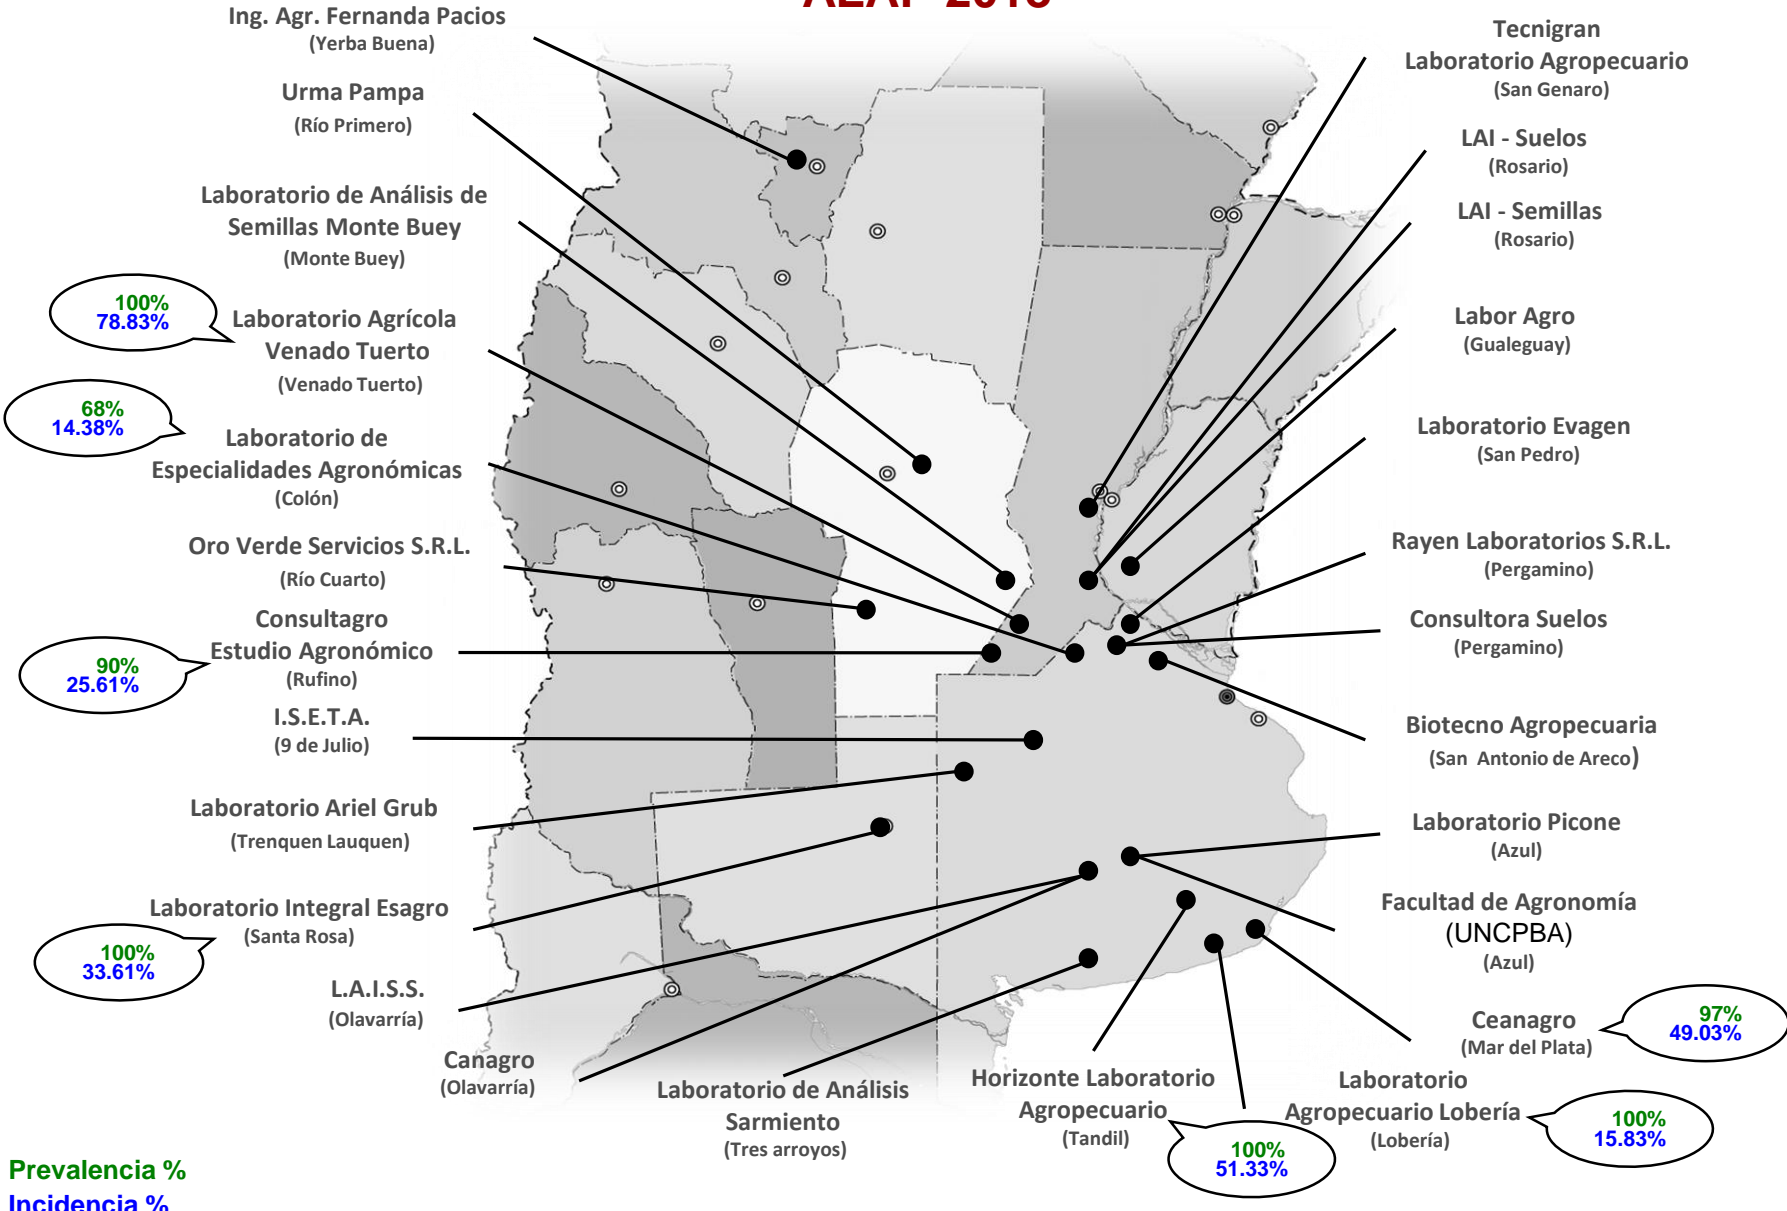 ALAP 2018
Ing. Agr. Fernanda Pacios
(Yerba Buena)
Urma Pampa
(Río Primero)
Laboratorio de Análisis de
Semillas Monte Buey
(Monte Buey)
100%
78.83%
Laboratorio Agrícola
Venado Tuerto
(Venado Tuerto)
68%
14.38%
Laboratorio de
Especialidades Agronómicas
(Colón)
Oro Verde Servicios S.R.L.
(Río Cuarto)
Consultagro
Estudio Agronómico
(Rufino)
90%
25.61%
I.S.E.T.A.
(9 de Julio)
Laboratorio Ariel Grub
(Trenquen Lauquen)
Laboratorio Integral Esagro
(Santa Rosa)
100%
33.61%
L.A.I.S.S.
(Olavarría)
Canagro
(Olavarría)
Laboratorio de Análisis
Sarmiento
(Tres arroyos)
Horizonte Laboratorio
Agropecuario
(Tandil)
100%
51.33%
Laboratorio
Agropecuario Lobería
(Lobería)
100%
15.83%
Ceanagro
(Mar del Plata)
97%
49.03%
Tecnigran
Laboratorio Agropecuario
(San Genaro)
LAI - Suelos
(Rosario)
LAI - Semillas
(Rosario)
Labor Agro
(Gualeguay)
Laboratorio Evagen
(San Pedro)
Rayen Laboratorios S.R.L.
(Pergamino)
Consultora Suelos
(Pergamino)
Biotecno Agropecuaria
(San Antonio de Areco)
Laboratorio Picone
(Azul)
Facultad de Agronomía
(UNCPBA)
(Azul)
Prevalencia %
Incidencia %